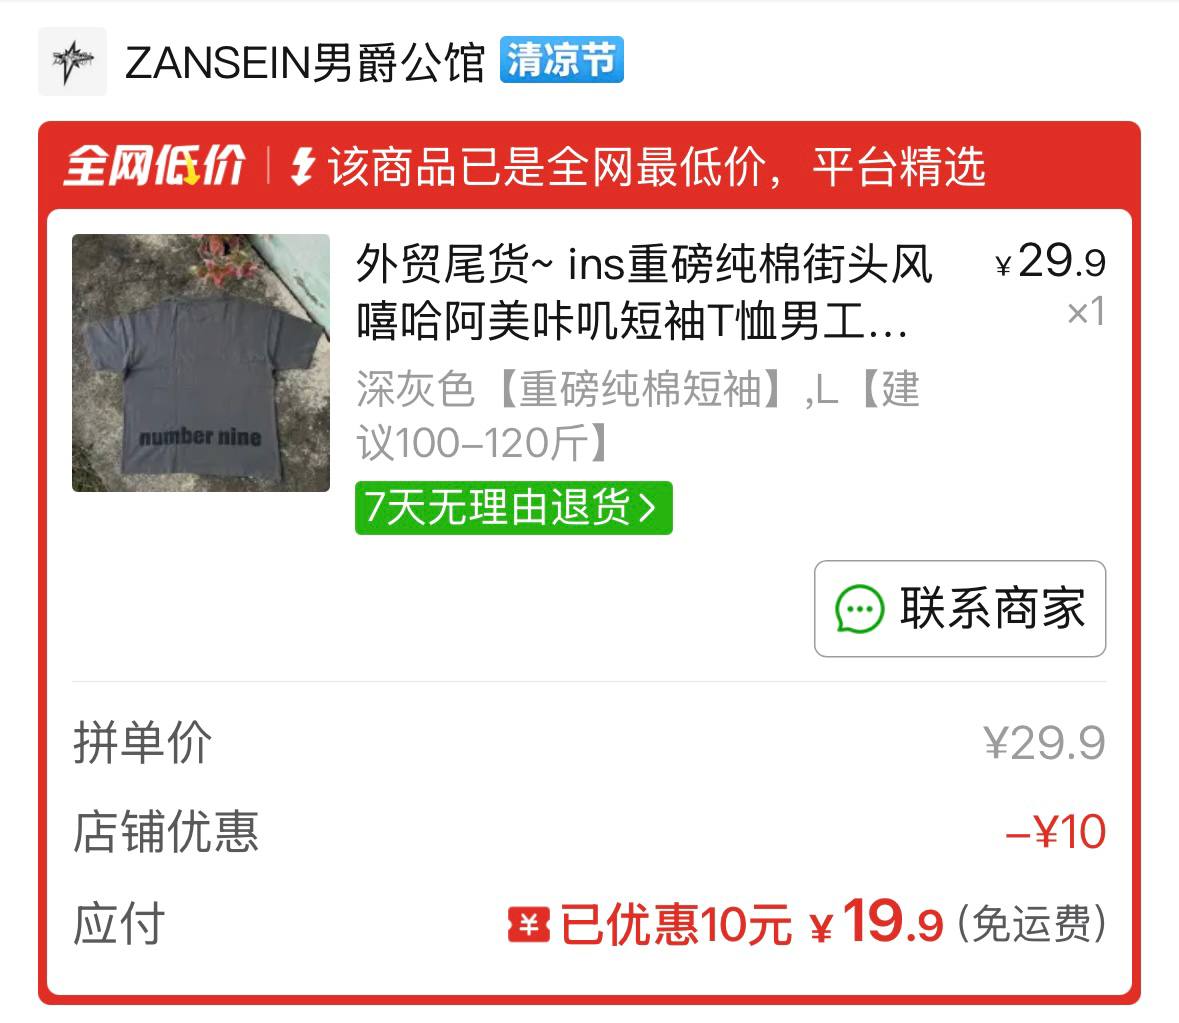 ZANSEIN男爵公馆 清凉节
全网低价 该商品已是全网最低价，平台精选
外贸尾货~ ins重磅纯棉街头风 ¥29.9
嘻哈阿美咔叽短袖T恤男工... ×1
深灰色【重磅纯棉短袖】,L【建
议100-120斤】
number nine
7天无理由退货>
联系商家
拼单价 ¥29.9
店铺优惠 -¥10
应付 ¥ 已优惠10元 ¥19.9 (免运费)